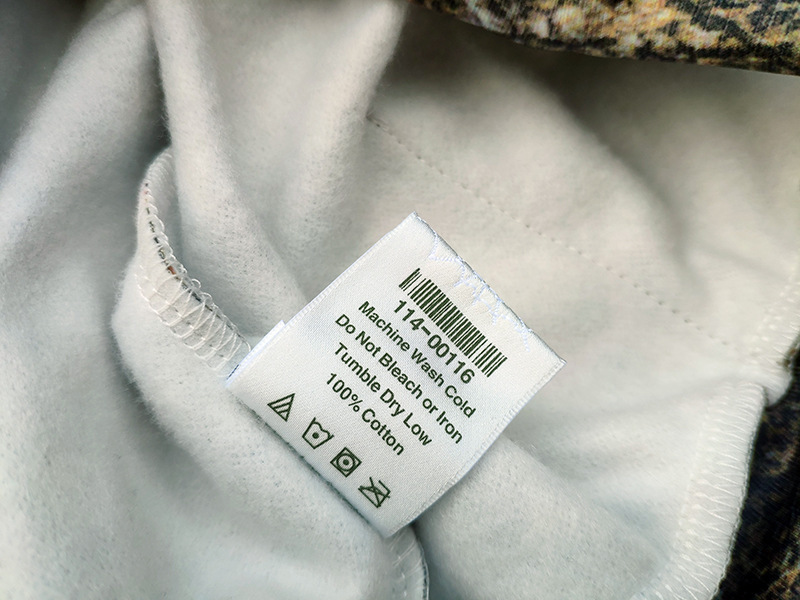 114-00116
Machine Wash Cold
Do Not Bleach or Iron
Tumble Dry Low
100% Cotton